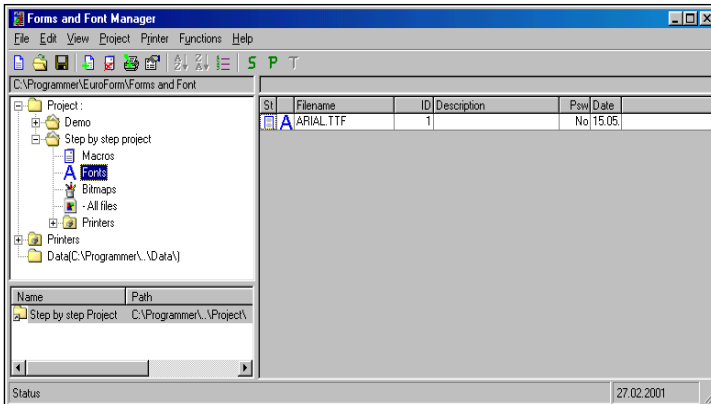 Forms and Font Manager
File Edit View Project Printer Functions Help
S P T
C:\Programmer\EuroForm\Forms and Font
Project :
Demo
Step by step project
Macros
Fonts
Bitmaps
- All files
Printers
Printers
Data(C:\Programmer\..\Data\)
Name Path
Step by step Project C:\Programmer\..\Project\
St Filename ID Description Psw Date
ARIAL.TTF 1 No 15.05.
Status 27.02.2001